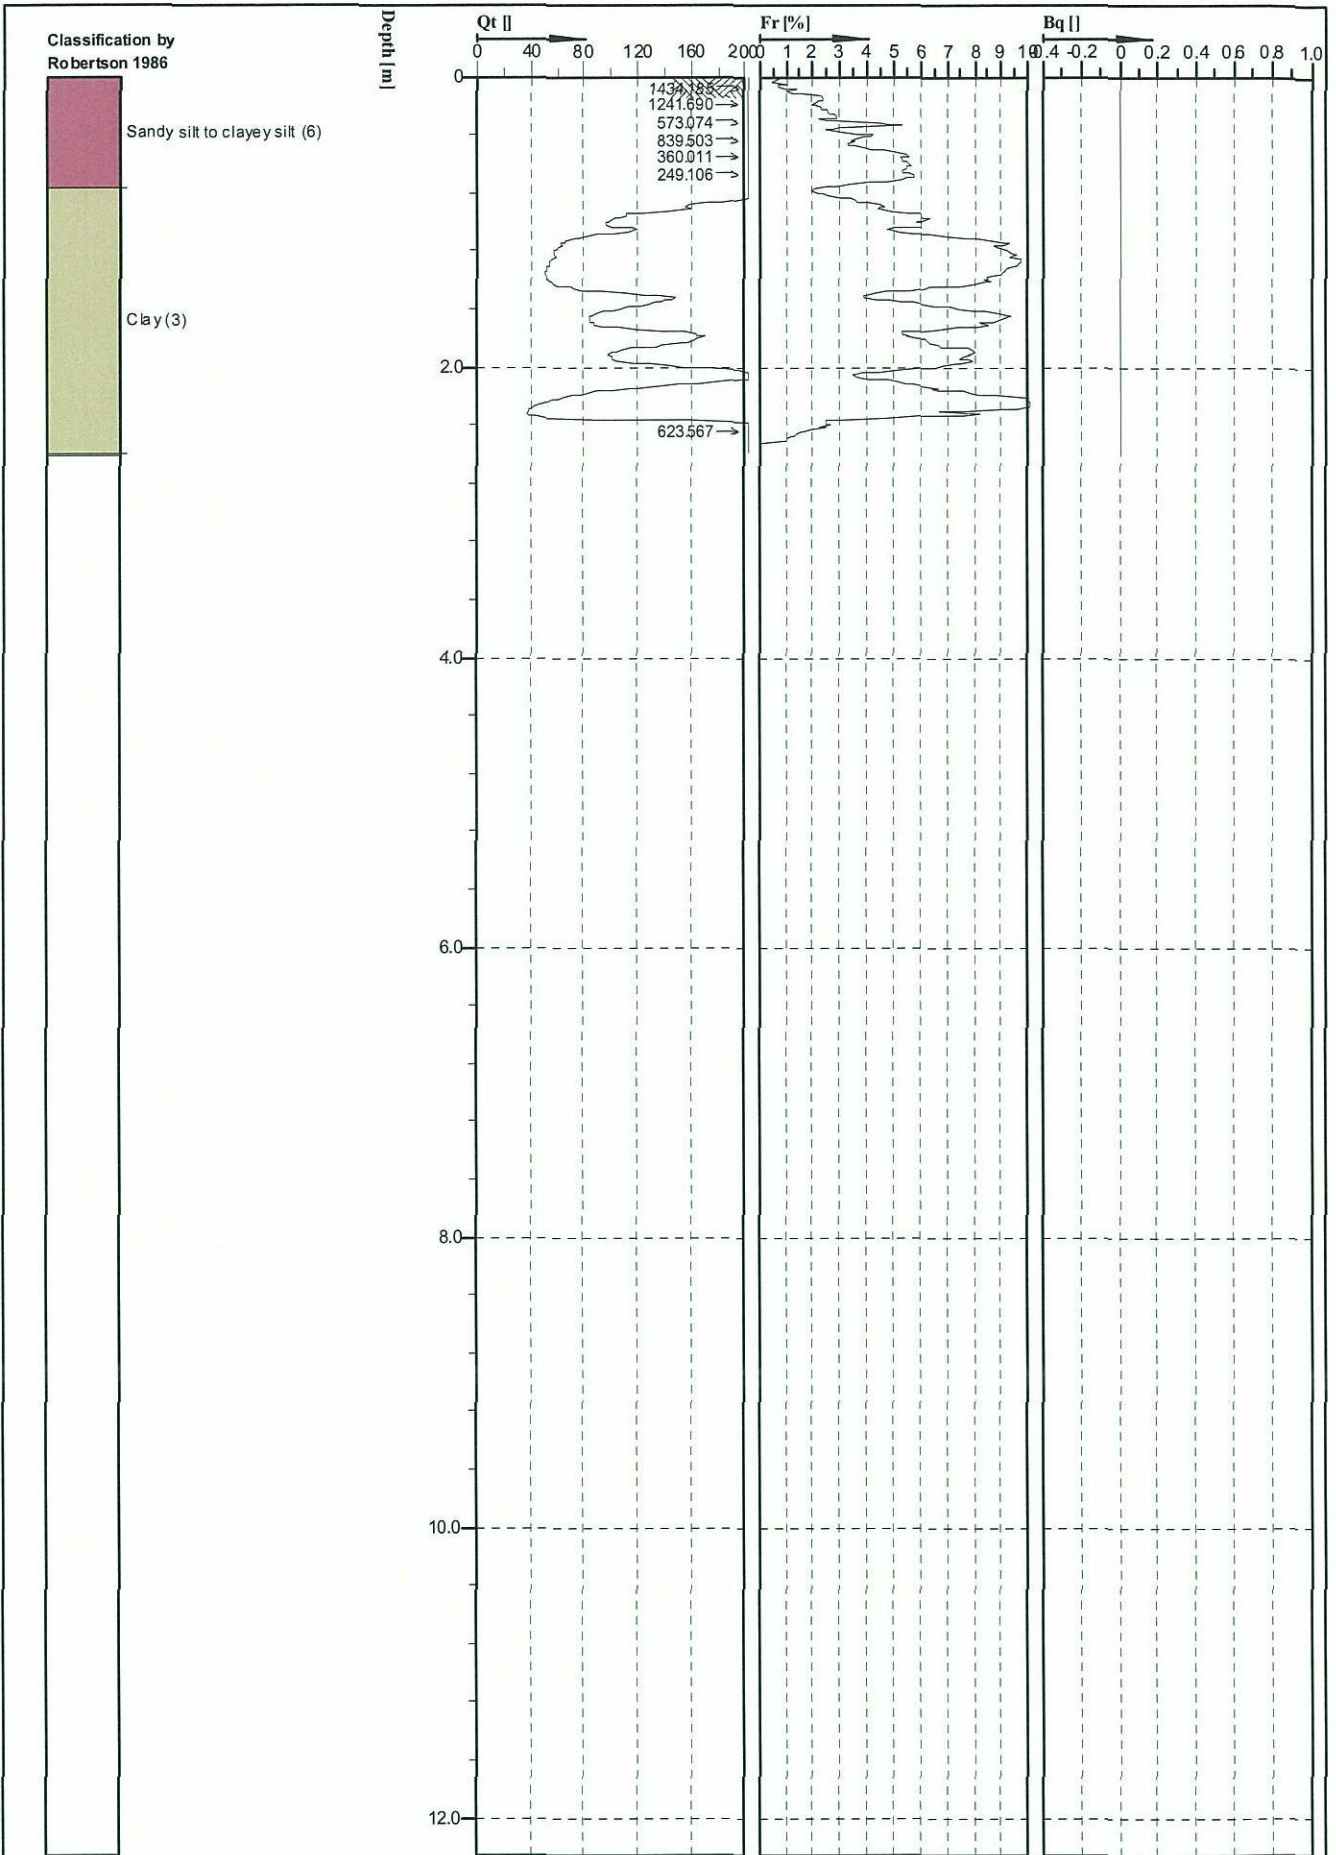 Classification by
Robertson 1986
Sandy silt to clayey silt (6)
Clay (3)
Depth [m]
Qt []
0 40 80 120 160 200
Fr [%]
0 1 2 3 4 5 6 7 8 9 10
Bq []
0.4 -0.2 0 0.2 0.4 0.6 0.8 1.0
0
1434.185
1241.690
573.074
839.503
360.011
249.106
2.0
623.567
4.0
6.0
8.0
10.0
12.0